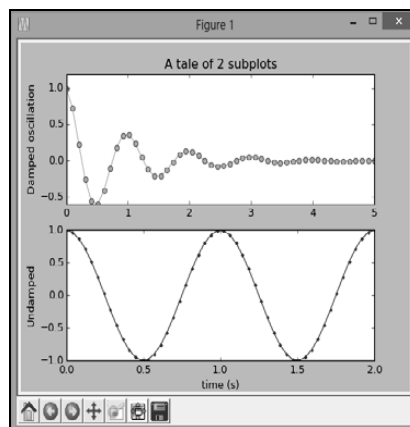 Figure 1
A tale of 2 subplots
Damped oscillation
1.0
0.5
0.0
−0.5
0 1 2 3 4 5
Undamped
1.0
0.5
0.0
−0.5
−1.0
0.0 0.5 1.0 1.5 2.0
time (s)